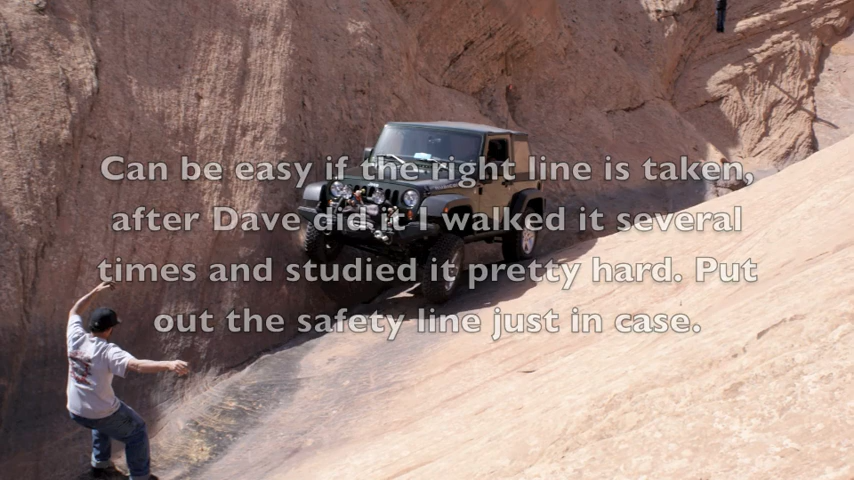 Can be easy if the right line is taken,
after Dave did it I walked it several
times and studied it pretty hard. Put
out the safety line just in case.